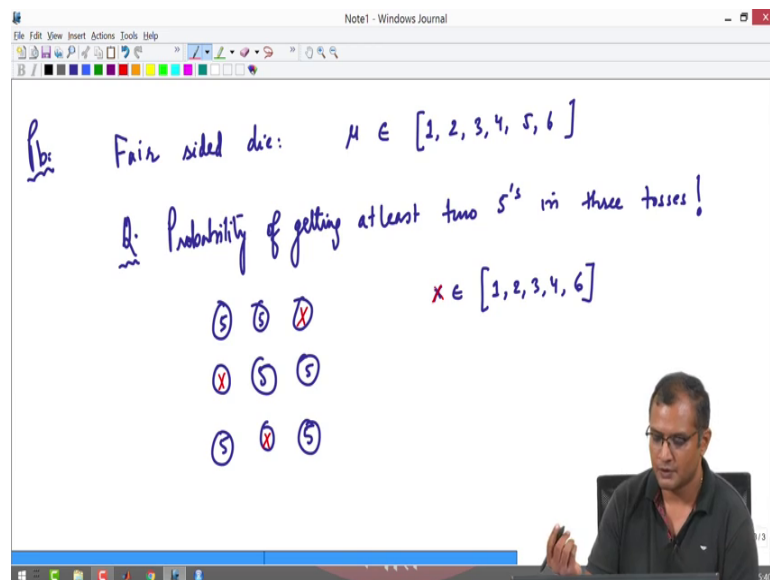 Note1 - Windows Journal
File Edit View Insert Actions Tools Help
B I
Pb: Fair sided die: μ ∈ [1, 2, 3, 4, 5, 6]
Q. Probability of getting atleast two 5's in three tosses!
5 5 X
x ∈ [1, 2, 3, 4, 6]
X 5 5
5 X 5